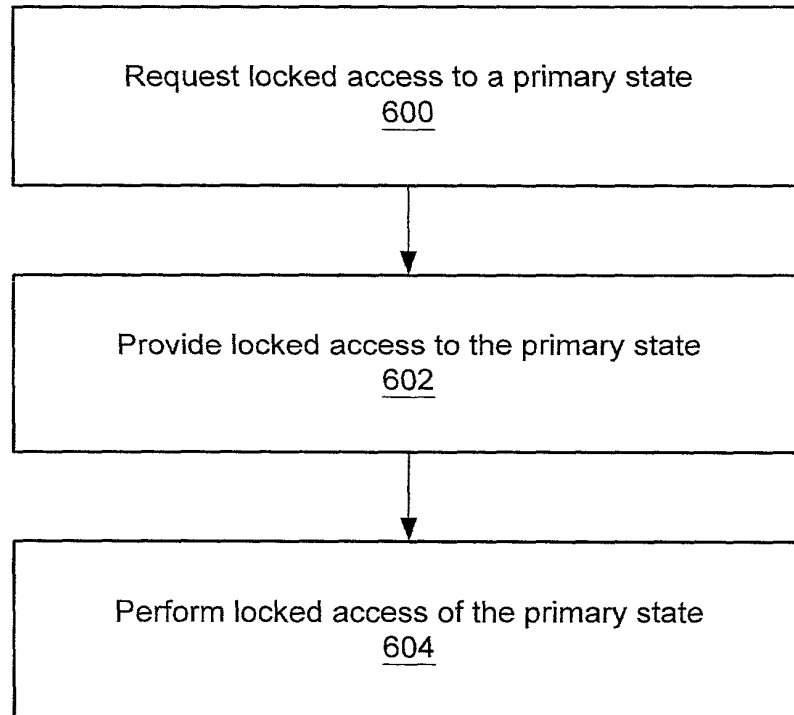 Request locked access to a primary state
600
Provide locked access to the primary state
602
Perform locked access of the primary state
604